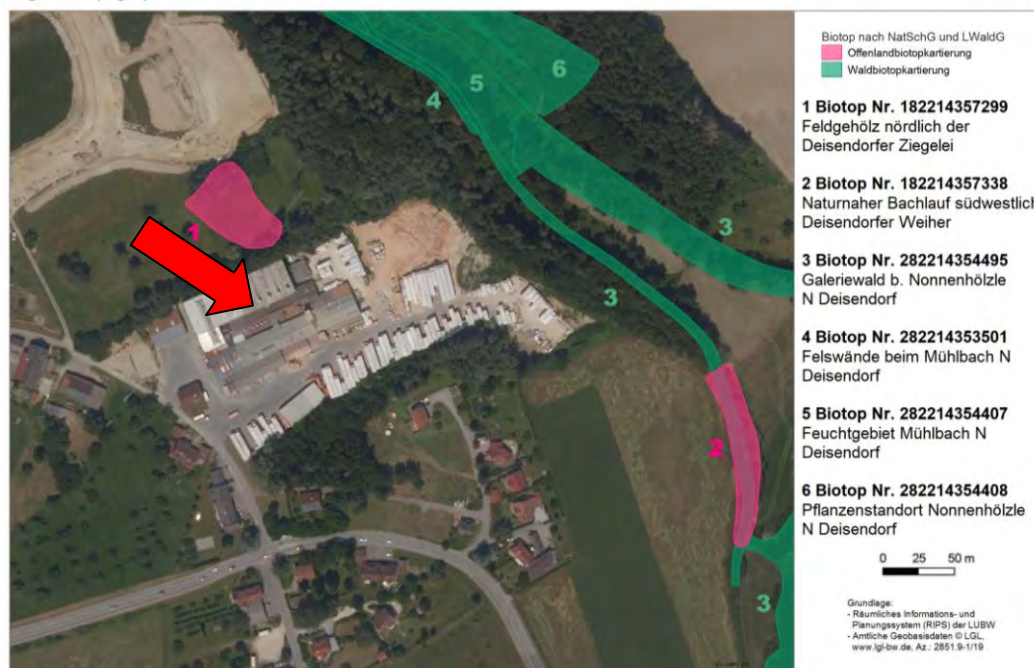 6
5
4
3
1
3
2
3
Biotop nach NatSchG und LWaldG
Offenlandbiotopkartierung
Waldbiotopkartierung
1 Biotop Nr. 182214357299
Feldgehölz nördlich der
Deisendorfer Ziegelei
2 Biotop Nr. 182214357338
Naturnaher Bachlauf südwestlich
Deisendorfer Weiher
3 Biotop Nr. 282214354495
Galeriewald b. Nonnenhölzle
N Deisendorf
4 Biotop Nr. 282214353501
Felswände beim Mühlbach N
Deisendorf
5 Biotop Nr. 282214354407
Feuchtgebiet Mühlbach N
Deisendorf
6 Biotop Nr. 282214354408
Pflanzenstandort Nonnenhölzle
N Deisendorf
0 25 50 m
Grundlage:
- Räumliches Informations- und
Planungssystem (RIPS) der LUBW
- Amtliche Geobasisdaten © LGL,
www.lgl-bw.de, Az.: 2851.9-1/19